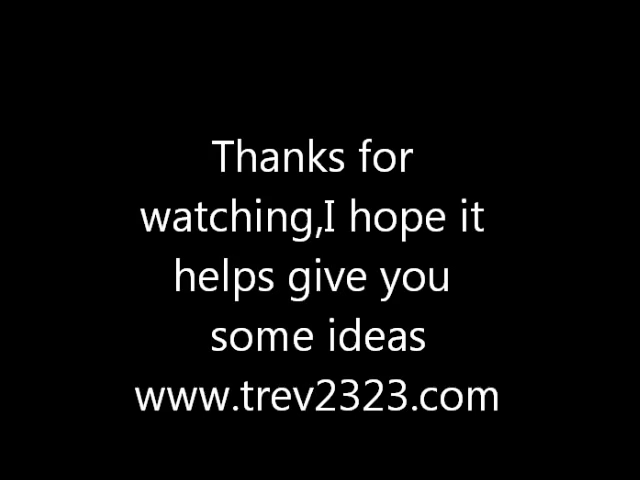 Thanks for
watching,I hope it
helps give you
some ideas
www.trev2323.com